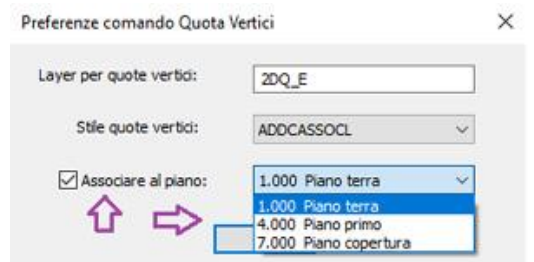 Preferenze comando Quota Vertici
Layer per quote vertici: 2DQ_E
Stile quote vertici: ADDCASSOCL
Associare al piano: 1.000 Piano terra
1.000 Piano terra
4.000 Piano primo
7.000 Piano copertura